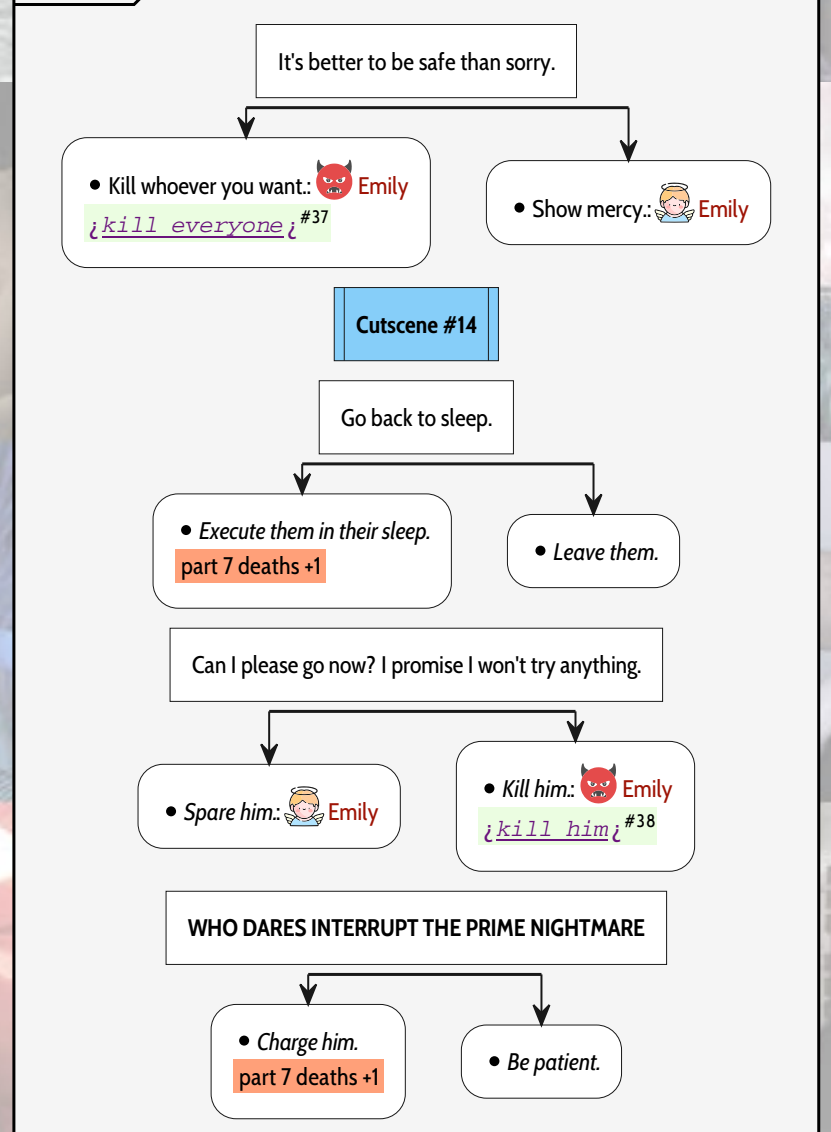 It's better to be safe than sorry.
• Kill whoever you want.: Emily
¿kill everyone¿#37
• Show mercy.: Emily
Cutscene #14
Go back to sleep.
• Execute them in their sleep.
part 7 deaths +1
• Leave them.
Can I please go now? I promise I won't try anything.
• Spare him.: Emily
• Kill him.: Emily
¿kill him¿#38
WHO DARES INTERRUPT THE PRIME NIGHTMARE
• Charge him.
part 7 deaths +1
• Be patient.